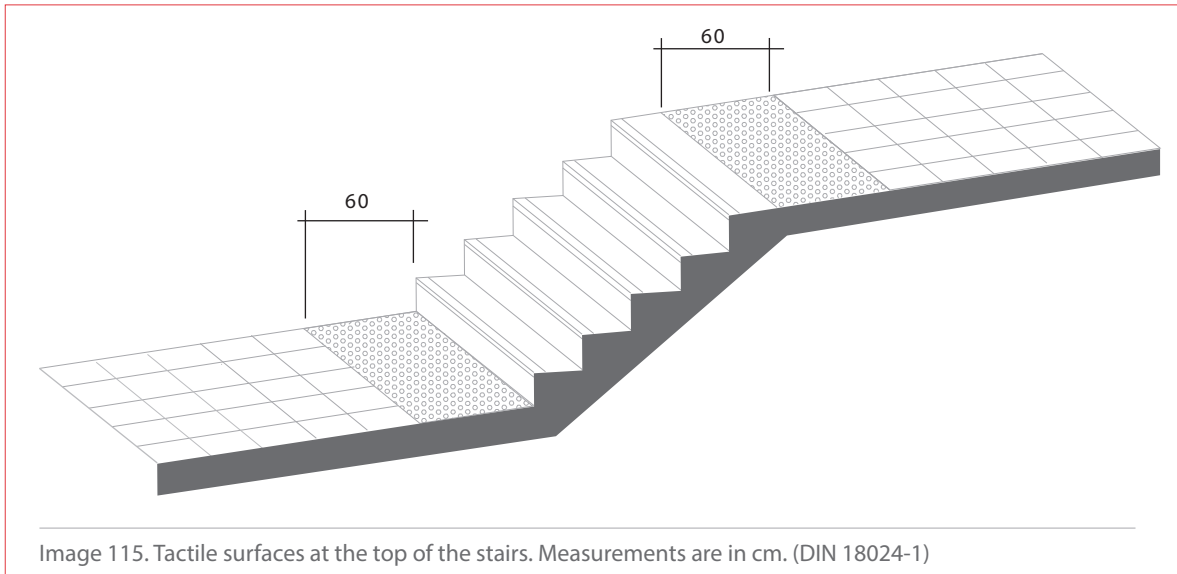 60
60
Image 115. Tactile surfaces at the top of the stairs. Measurements are in cm. (DIN 18024-1)